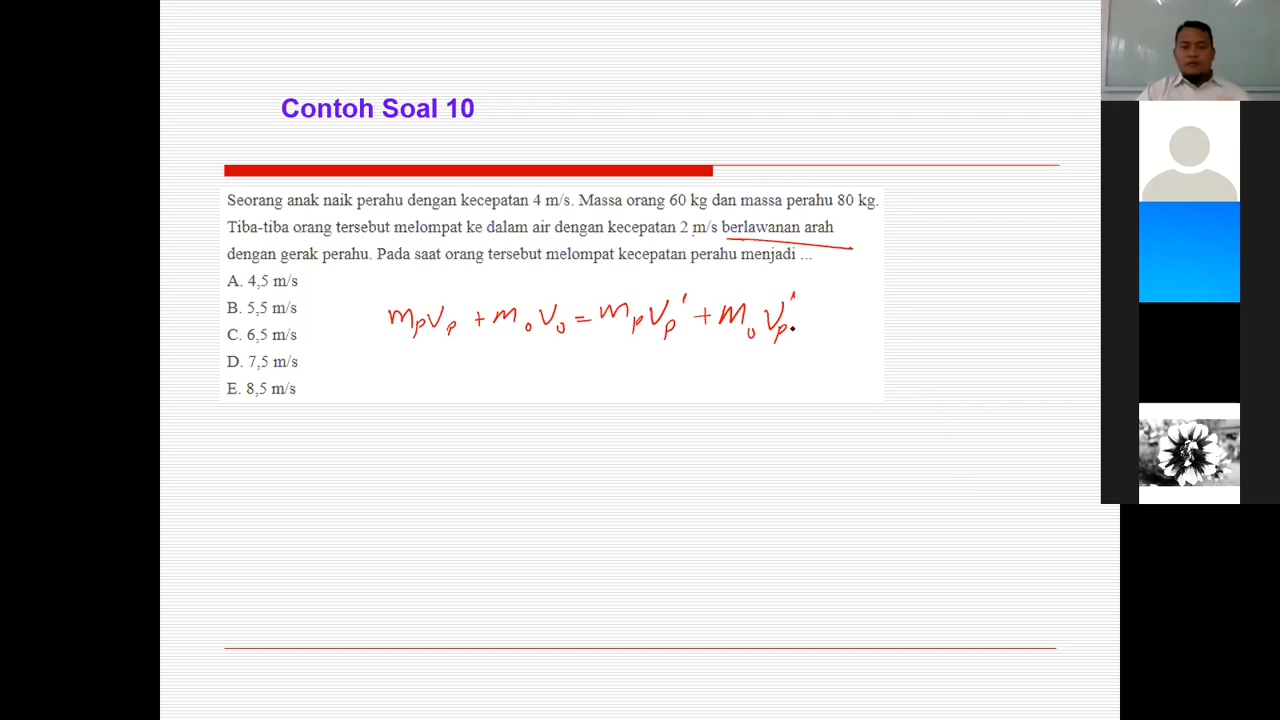 Contoh Soal 10
Seorang anak naik perahu dengan kecepatan 4 m/s. Massa orang 60 kg dan massa perahu 80 kg.
Tiba-tiba orang tersebut melompat ke dalam air dengan kecepatan 2 m/s berlawanan arah
dengan gerak perahu. Pada saat orang tersebut melompat kecepatan perahu menjadi ...
A. 4,5 m/s
B. 5,5 m/s
C. 6,5 m/s
D. 7,5 m/s
E. 8,5 m/s
mpVp + moVo = mpVp' + moVp'